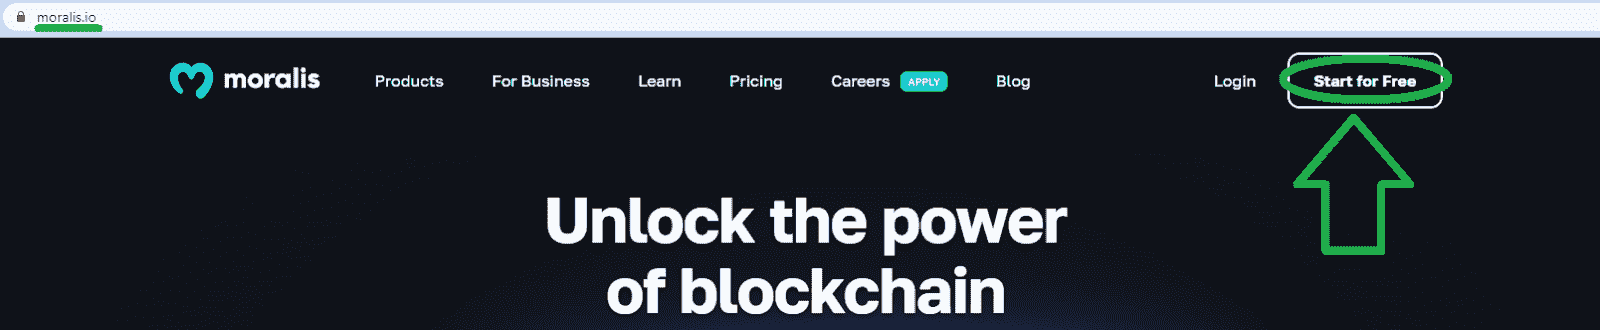 moralis.io
moralis Products For Business Learn Pricing Careers APPLY Blog Login Start for Free
Unlock the power
of blockchain